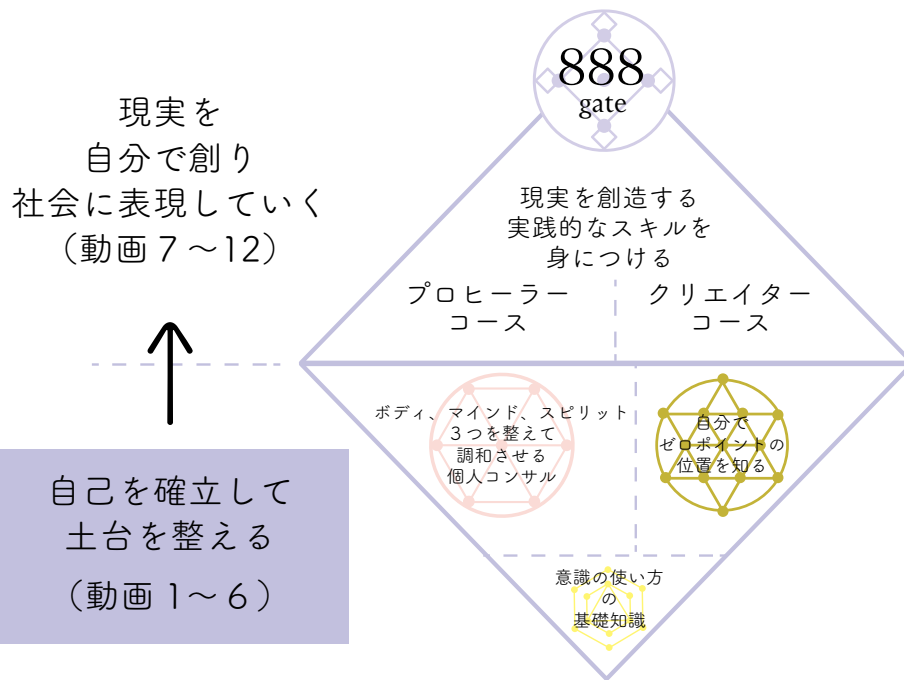 888
gate
現実を
自分で創り
社会に表現していく
（動画７～12）
現実を創造する
実践的なスキルを
身につける
プロヒーラー
コース
クリエイター
コース
ボディ、マインド、スピリット
３つを整えて
調和させる
個人コンサル
自分で
ゼロポイントの
位置を知る
自己を確立して
土台を整える
（動画１～６）
意識の使い方
の
基礎知識